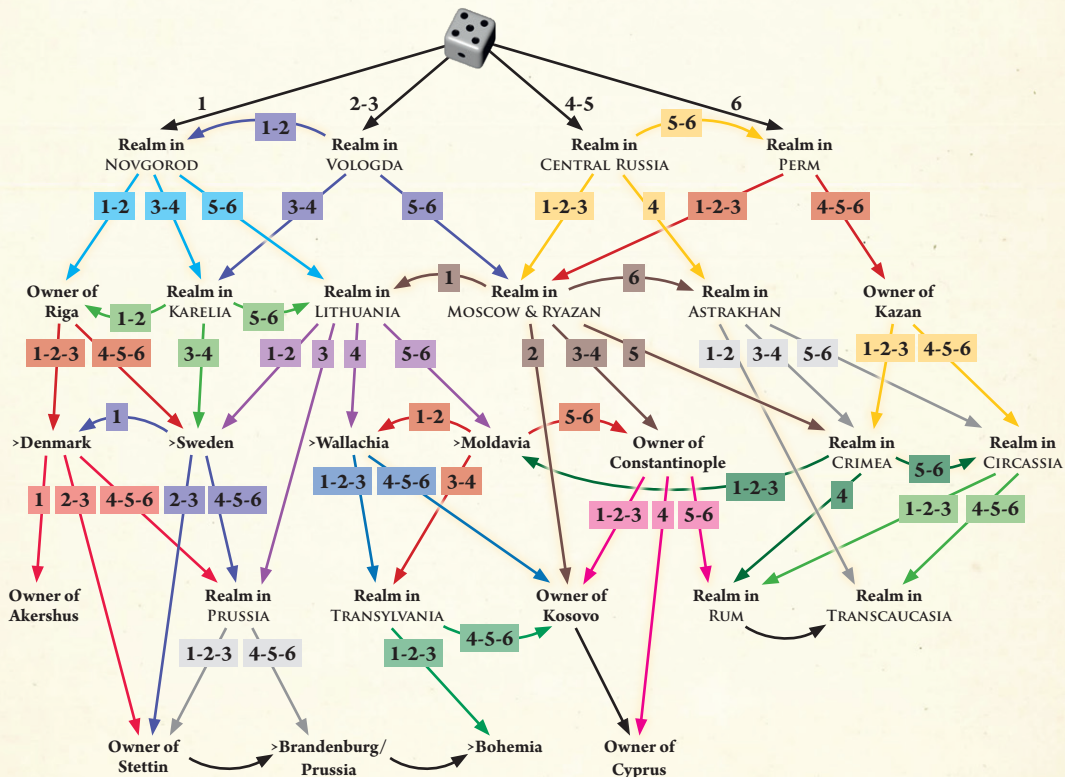 1
2-3
4-5
6
1-2
5-6
Realm in
NOVGOROD
Realm in
VOLOGDA
Realm in
CENTRAL RUSSIA
Realm in
PERM
1-2
3-4
5-6
3-4
5-6
1-2-3
4
1-2-3
4-5-6
1
6
Owner of
Riga
Realm in
KARELIA
Realm in
LITHUANIA
Realm in
MOSCOW & RYAZAN
Realm in
ASTRAKHAN
Owner of
Kazan
1-2
5-6
1-2-3
4-5-6
3-4
1-2
3
4
5-6
2
3-4
5
1-2
3-4
5-6
1-2-3
4-5-6
1
1-2
5-6
>Denmark
>Sweden
>Wallachia
>Moldavia
Owner of
Constantinople
Realm in
CRIMEA
Realm in
CIRCASSIA
5-6
1
2-3
4-5-6
2-3
4-5-6
1-2-3
4-5-6
3-4
1-2-3
4
5-6
1-2-3
4
1-2-3
4-5-6
Owner of
Akershus
Realm in
PRUSSIA
Realm in
TRANSYLVANIA
Owner of
Kosovo
Realm in
RUM
Realm in
TRANSCAUCASIA
1-2-3
4-5-6
1-2-3
4-5-6
Owner of
Stettin
>Brandenburg/
Prussia
>Bohemia
Owner of
Cyprus